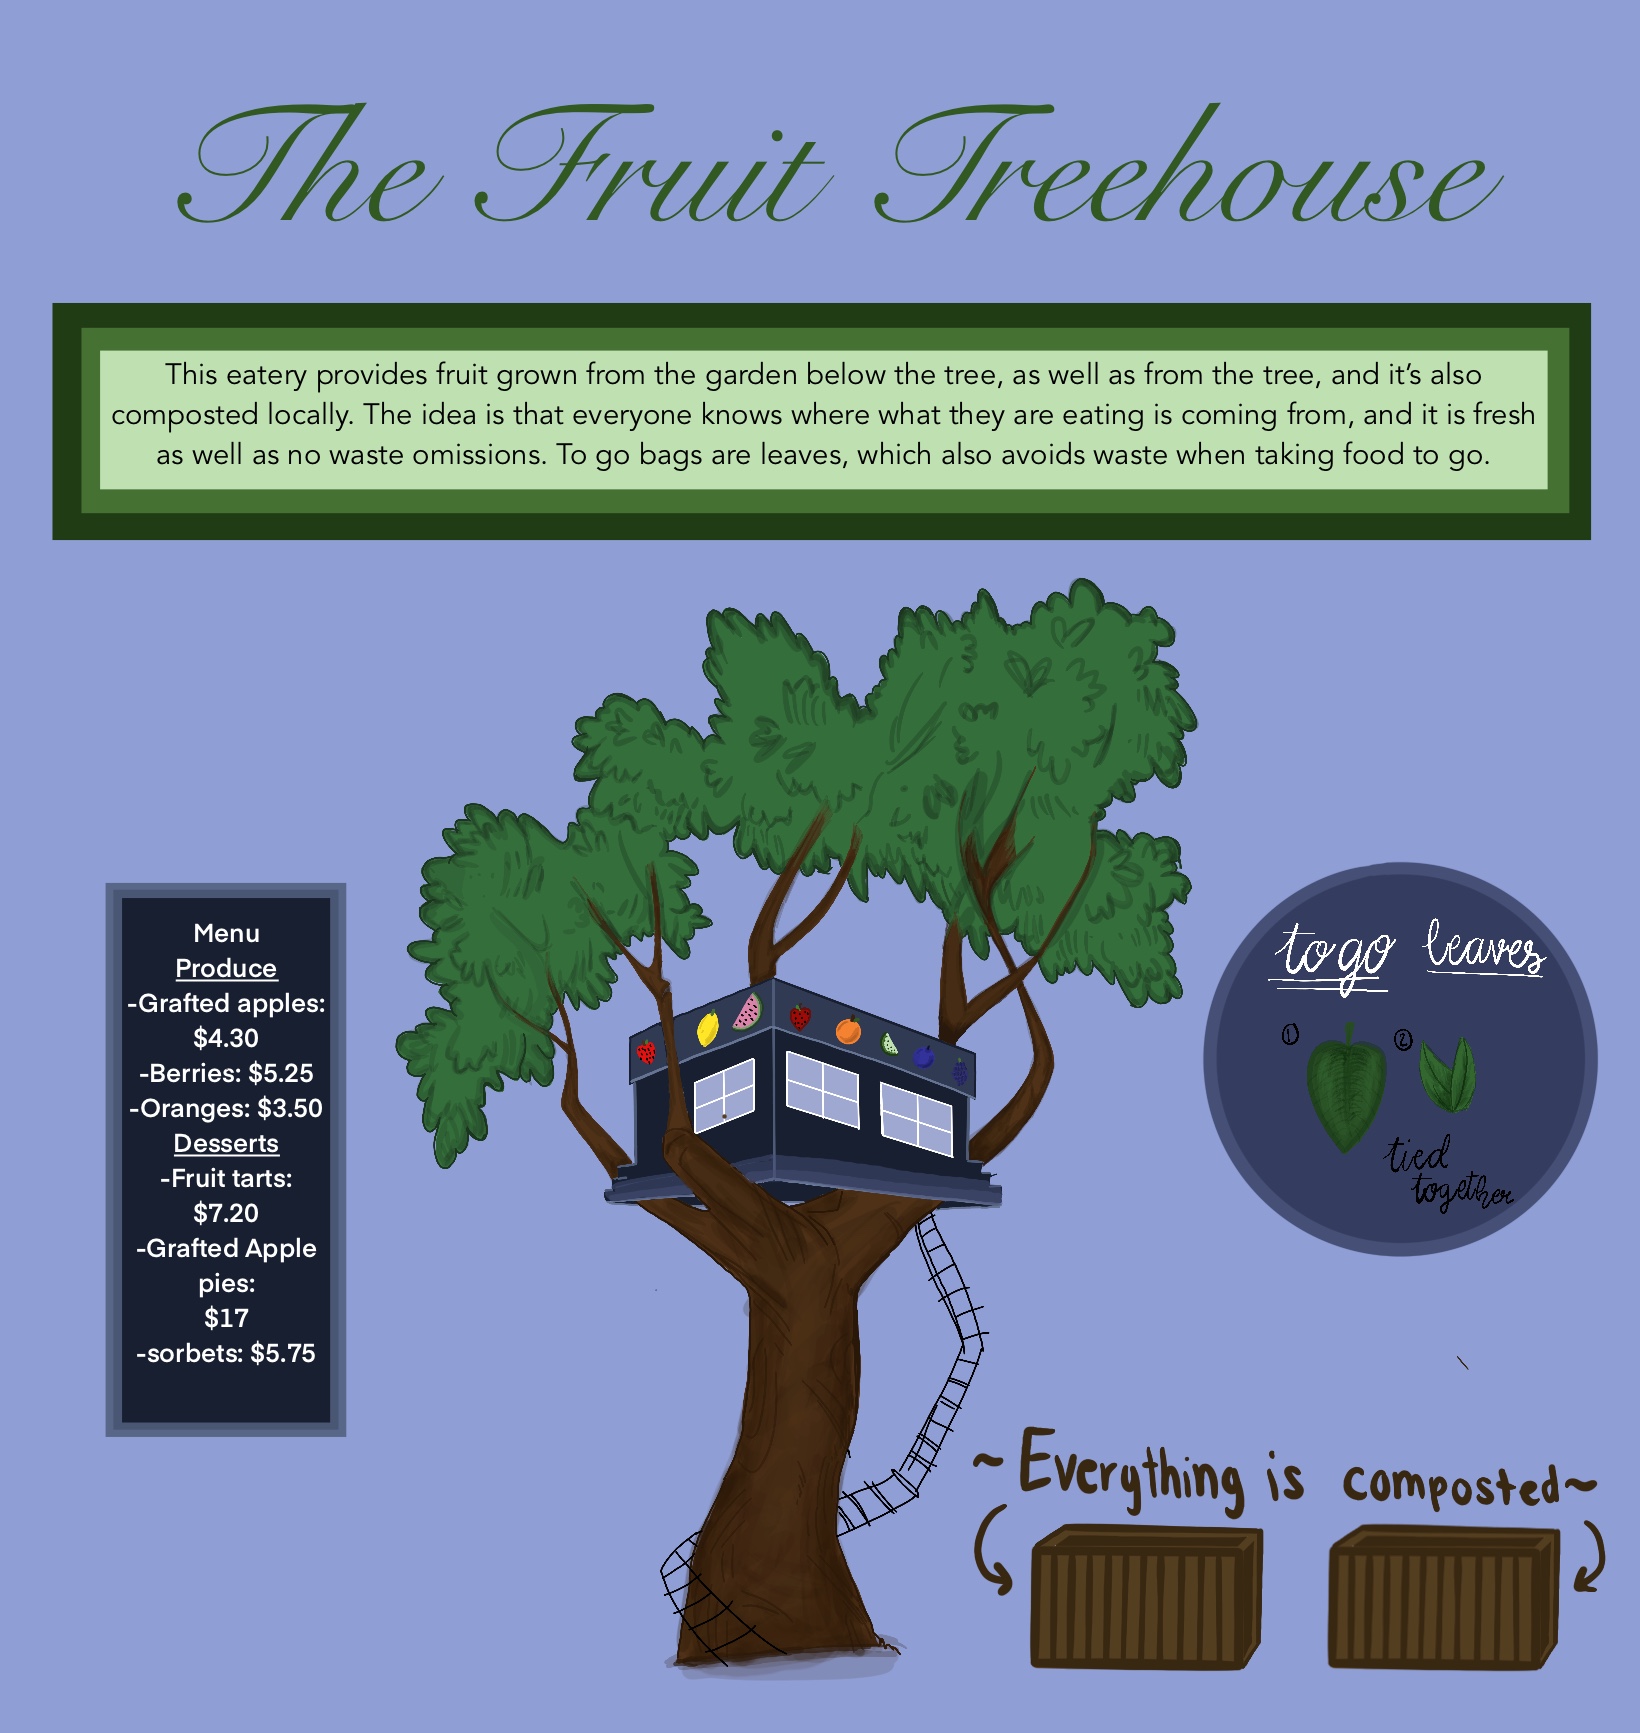 The Fruit Treehouse
This eatery provides fruit grown from the garden below the tree, as well as from the tree, and it's also
composted locally. The idea is that everyone knows where what they are eating is coming from, and it is fresh
as well as no waste omissions. To go bags are leaves, which also avoids waste when taking food to go.
Menu
Produce
-Grafted apples:
$4.30
-Berries: $5.25
-Oranges: $3.50
Desserts
-Fruit tarts:
$7.20
-Grafted Apple
pies:
$17
-sorbets: $5.75
to go leaves
1 2
tied
together
~Everything is composted~